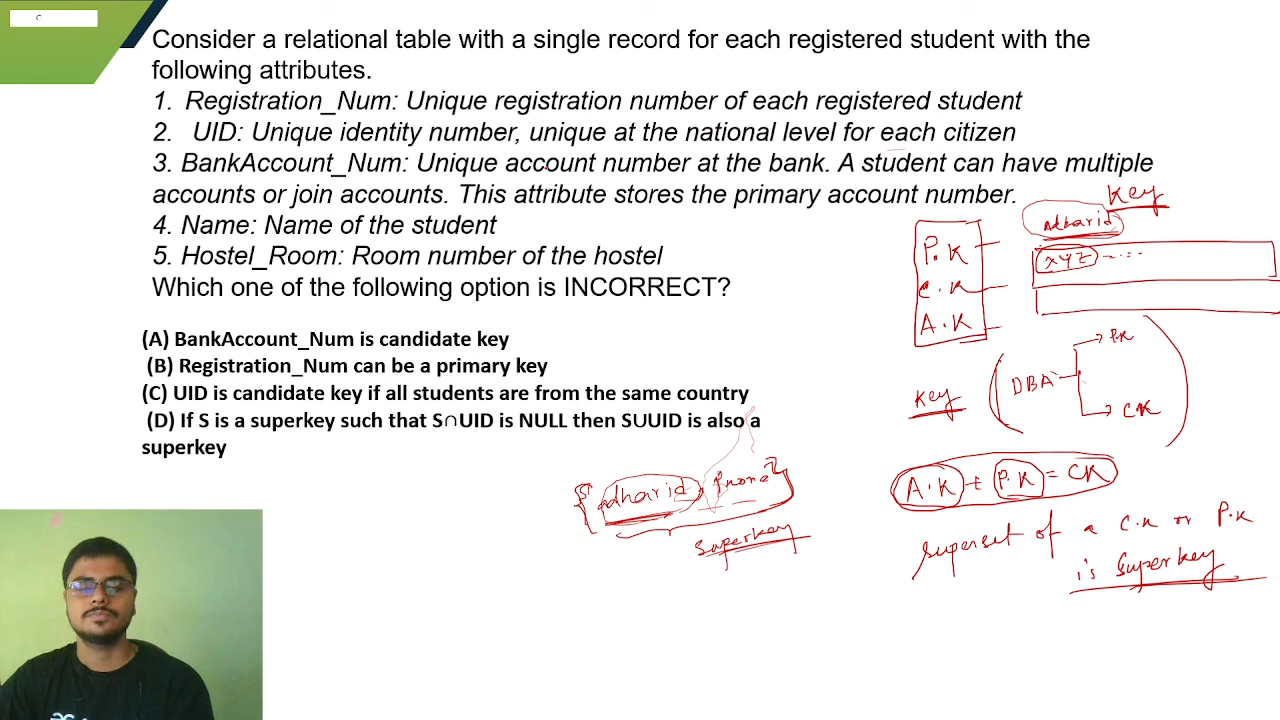 Consider a relational table with a single record for each registered student with the
following attributes.
1. Registration_Num: Unique registration number of each registered student
2. UID: Unique identity number, unique at the national level for each citizen
3. BankAccount_Num: Unique account number at the bank. A student can have multiple
accounts or join accounts. This attribute stores the primary account number.
4. Name: Name of the student
5. Hostel_Room: Room number of the hostel
Which one of the following option is INCORRECT?
(A) BankAccount_Num is candidate key
(B) Registration_Num can be a primary key
(C) UID is candidate key if all students are from the same country
(D) If S is a superkey such that S∩UID is NULL then S∪UID is also a
superkey
Key
Adharid
P.K
XYZ ....
C.K
A.K
Key
DBA
PK
CK
A.K + P.K = CK
{adharid, Phone}
Superkey
superset of a C.K or P.K
is Superkey